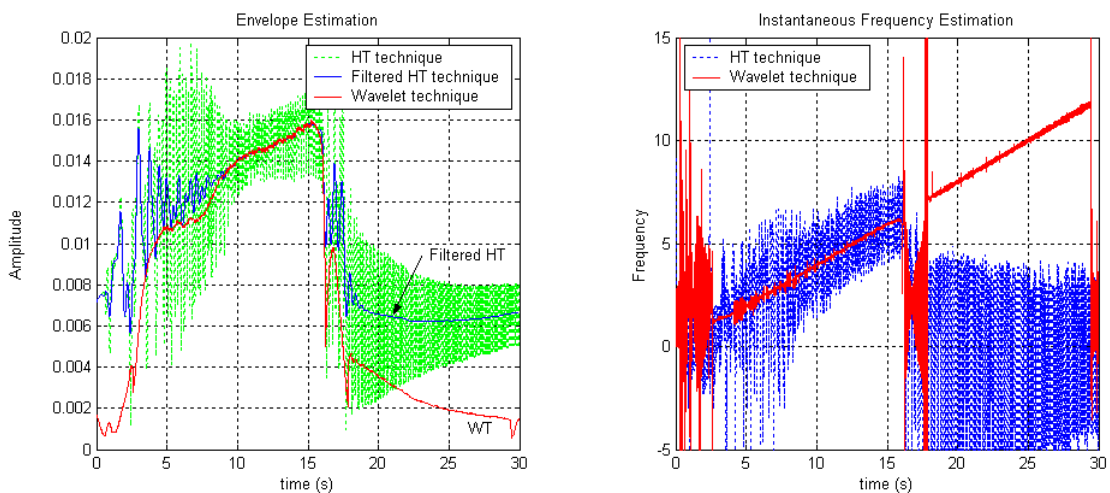 Envelope Estimation
0.02
0.018
0.016
0.014
0.012
0.01
0.008
0.006
0.004
0.002
0
Amplitude
HT technique
Filtered HT technique
Wavelet technique
Filtered HT
WT
0 5 10 15 20 25 30
time (s)
Instantaneous Frequency Estimation
15
10
5
0
-5
Frequency
HT technique
Wavelet technique
0 5 10 15 20 25 30
time (s)